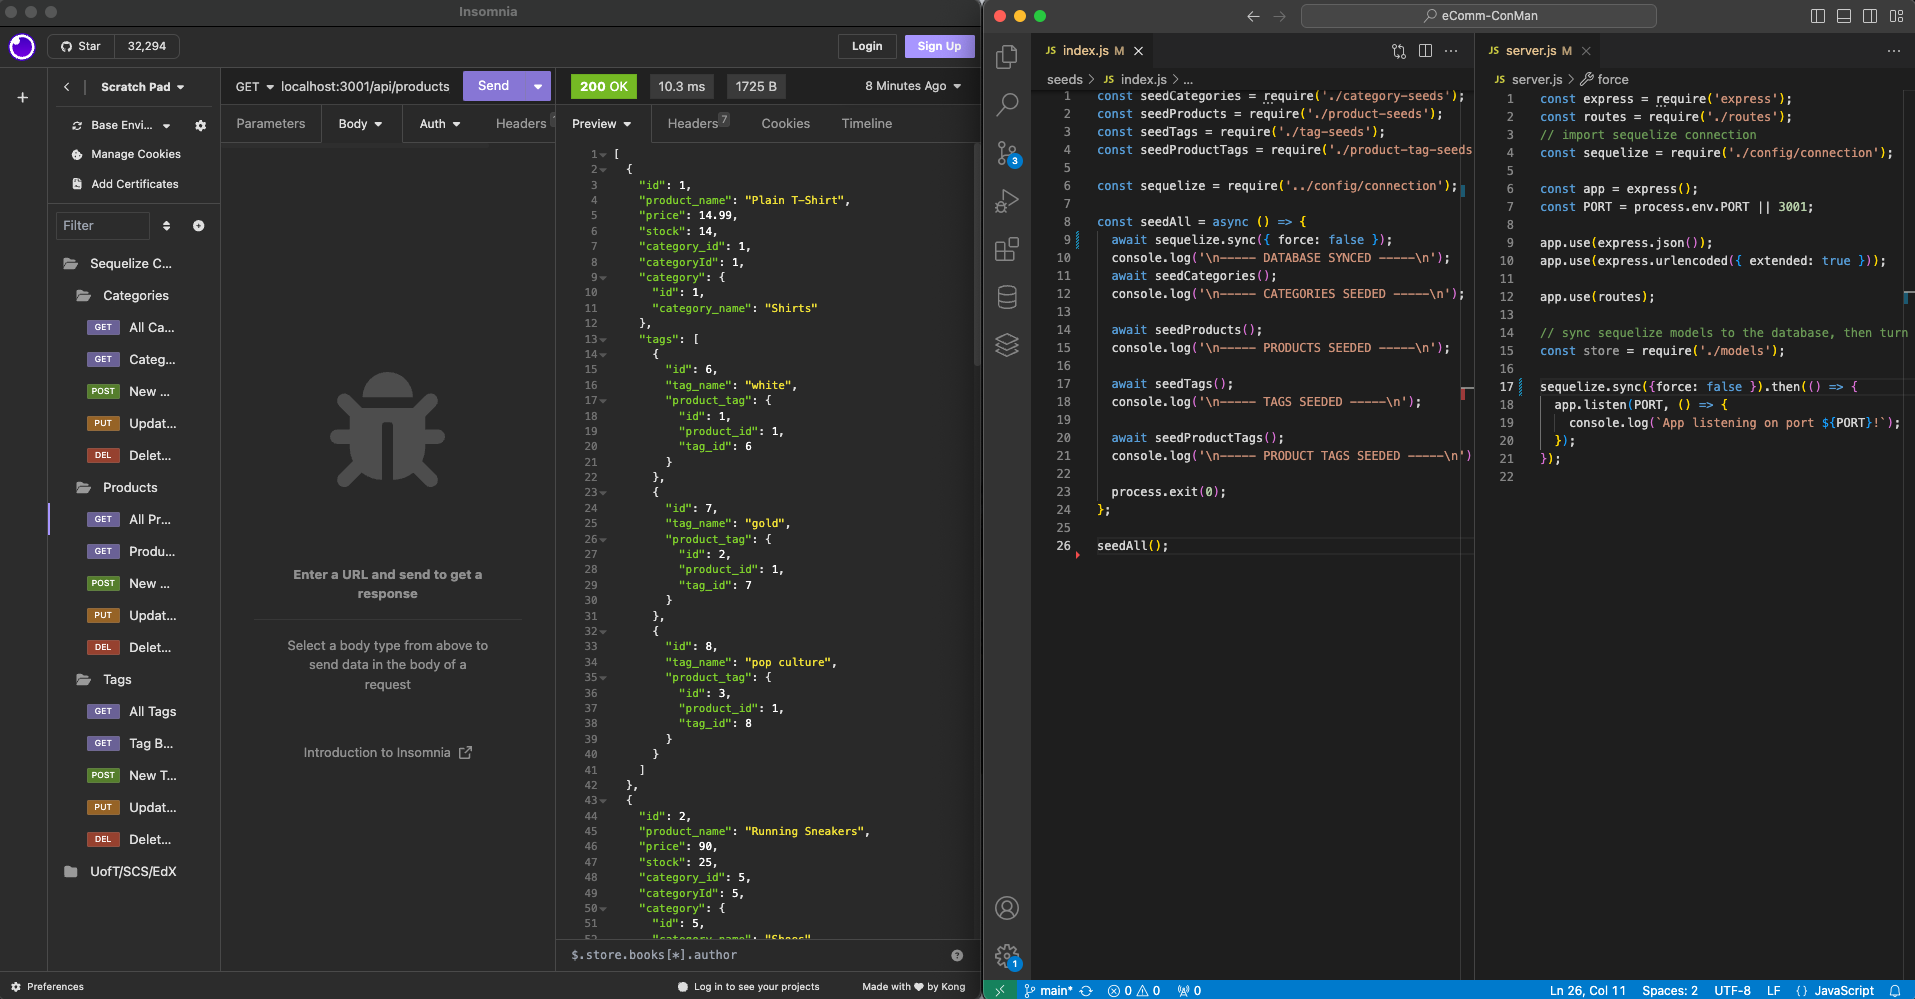 Insomnia
Star 32,294
Login
Sign Up
Scratch Pad
Base Envi...
Manage Cookies
Add Certificates
Filter
Sequelize C...
Categories
GET All Ca...
GET Categ...
POST New ...
PUT Updat...
DEL Delet...
Products
GET All Pr...
GET Produ...
POST New ...
PUT Updat...
DEL Delet...
Tags
GET All Tags
GET Tag B...
POST New T...
PUT Updat...
DEL Delet...
UofT/SCS/EdX
Preferences
GET localhost:3001/api/products Send
Parameters Body Auth Headers
Enter a URL and send to get a
response
Select a body type from above to
send data in the body of a
request
Introduction to Insomnia
200 OK 10.3 ms 1725 B 8 Minutes Ago
Preview Headers 7 Cookies Timeline
1 [
2 {
3 "id": 1,
4 "product_name": "Plain T-Shirt",
5 "price": 14.99,
6 "stock": 14,
7 "category_id": 1,
8 "categoryId": 1,
9 "category": {
10 "id": 1,
11 "category_name": "Shirts"
12 },
13 "tags": [
14 {
15 "id": 6,
16 "tag_name": "white",
17 "product_tag": {
18 "id": 1,
19 "product_id": 1,
20 "tag_id": 6
21 }
22 },
23 {
24 "id": 7,
25 "tag_name": "gold",
26 "product_tag": {
27 "id": 2,
28 "product_id": 1,
29 "tag_id": 7
30 }
31 },
32 {
33 "id": 8,
34 "tag_name": "pop culture",
35 "product_tag": {
36 "id": 3,
37 "product_id": 1,
38 "tag_id": 8
39 }
40 }
41 ]
42 },
43 {
44 "id": 2,
45 "product_name": "Running Sneakers",
46 "price": 90,
47 "stock": 25,
48 "category_id": 5,
49 "categoryId": 5,
50 "category": {
51 "id": 5,
52 "category_name": "Shoes"
$.store.books[*].author
Log in to see your projects
Made with ♥ by Kong
eComm-ConMan
JS index.js M
seeds > JS index.js > ...
1 const seedCategories = require('./category-seeds');
2 const seedProducts = require('./product-seeds');
3 const seedTags = require('./tag-seeds');
4 const seedProductTags = require('./product-tag-seeds
5
6 const sequelize = require('../config/connection');
7
8 const seedAll = async () => {
9 await sequelize.sync({ force: false });
10 console.log('\n----- DATABASE SYNCED -----\n');
11 await seedCategories();
12 console.log('\n----- CATEGORIES SEEDED -----\n');
13
14 await seedProducts();
15 console.log('\n----- PRODUCTS SEEDED -----\n');
16
17 await seedTags();
18 console.log('\n----- TAGS SEEDED -----\n');
19
20 await seedProductTags();
21 console.log('\n----- PRODUCT TAGS SEEDED -----\n')
22
23 process.exit(0);
24 };
25
26 seedAll();
JS server.js M
JS server.js > force
1 const express = require('express');
2 const routes = require('./routes');
3 // import sequelize connection
4 const sequelize = require('./config/connection');
5
6 const app = express();
7 const PORT = process.env.PORT || 3001;
8
9 app.use(express.json());
10 app.use(express.urlencoded({ extended: true }));
11
12 app.use(routes);
13
14 // sync sequelize models to the database, then turn
15 const store = require('./models');
16
17 sequelize.sync({force: false }).then(() => {
18 app.listen(PORT, () => {
19 console.log(`App listening on port ${PORT}!`);
20 });
21 });
22
3
1
main* 0 0 0
Ln 26, Col 11 Spaces: 2 UTF-8 LF {} JavaScript